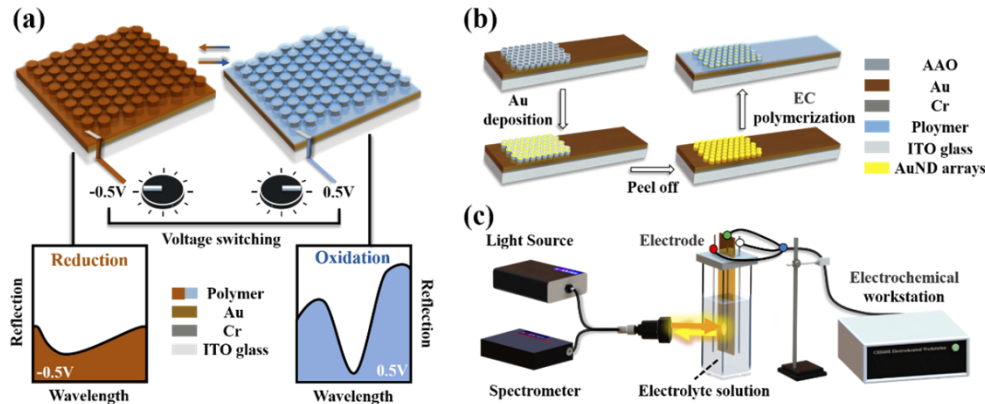 (a)
-0.5V
0.5V
Voltage switching
Reduction
Reflection
-0.5V
Wavelength
Polymer
Au
Cr
ITO glass
Oxidation
Reflection
0.5V
Wavelength
(b)
Au
deposition
Peel off
EC
polymcrization
AAO
Au
Cr
Ploymer
ITO glass
AuND arrays
(c)
Light Source
Spectrometer
Electrode
Electrolyte solution
Electrochemical
workstation